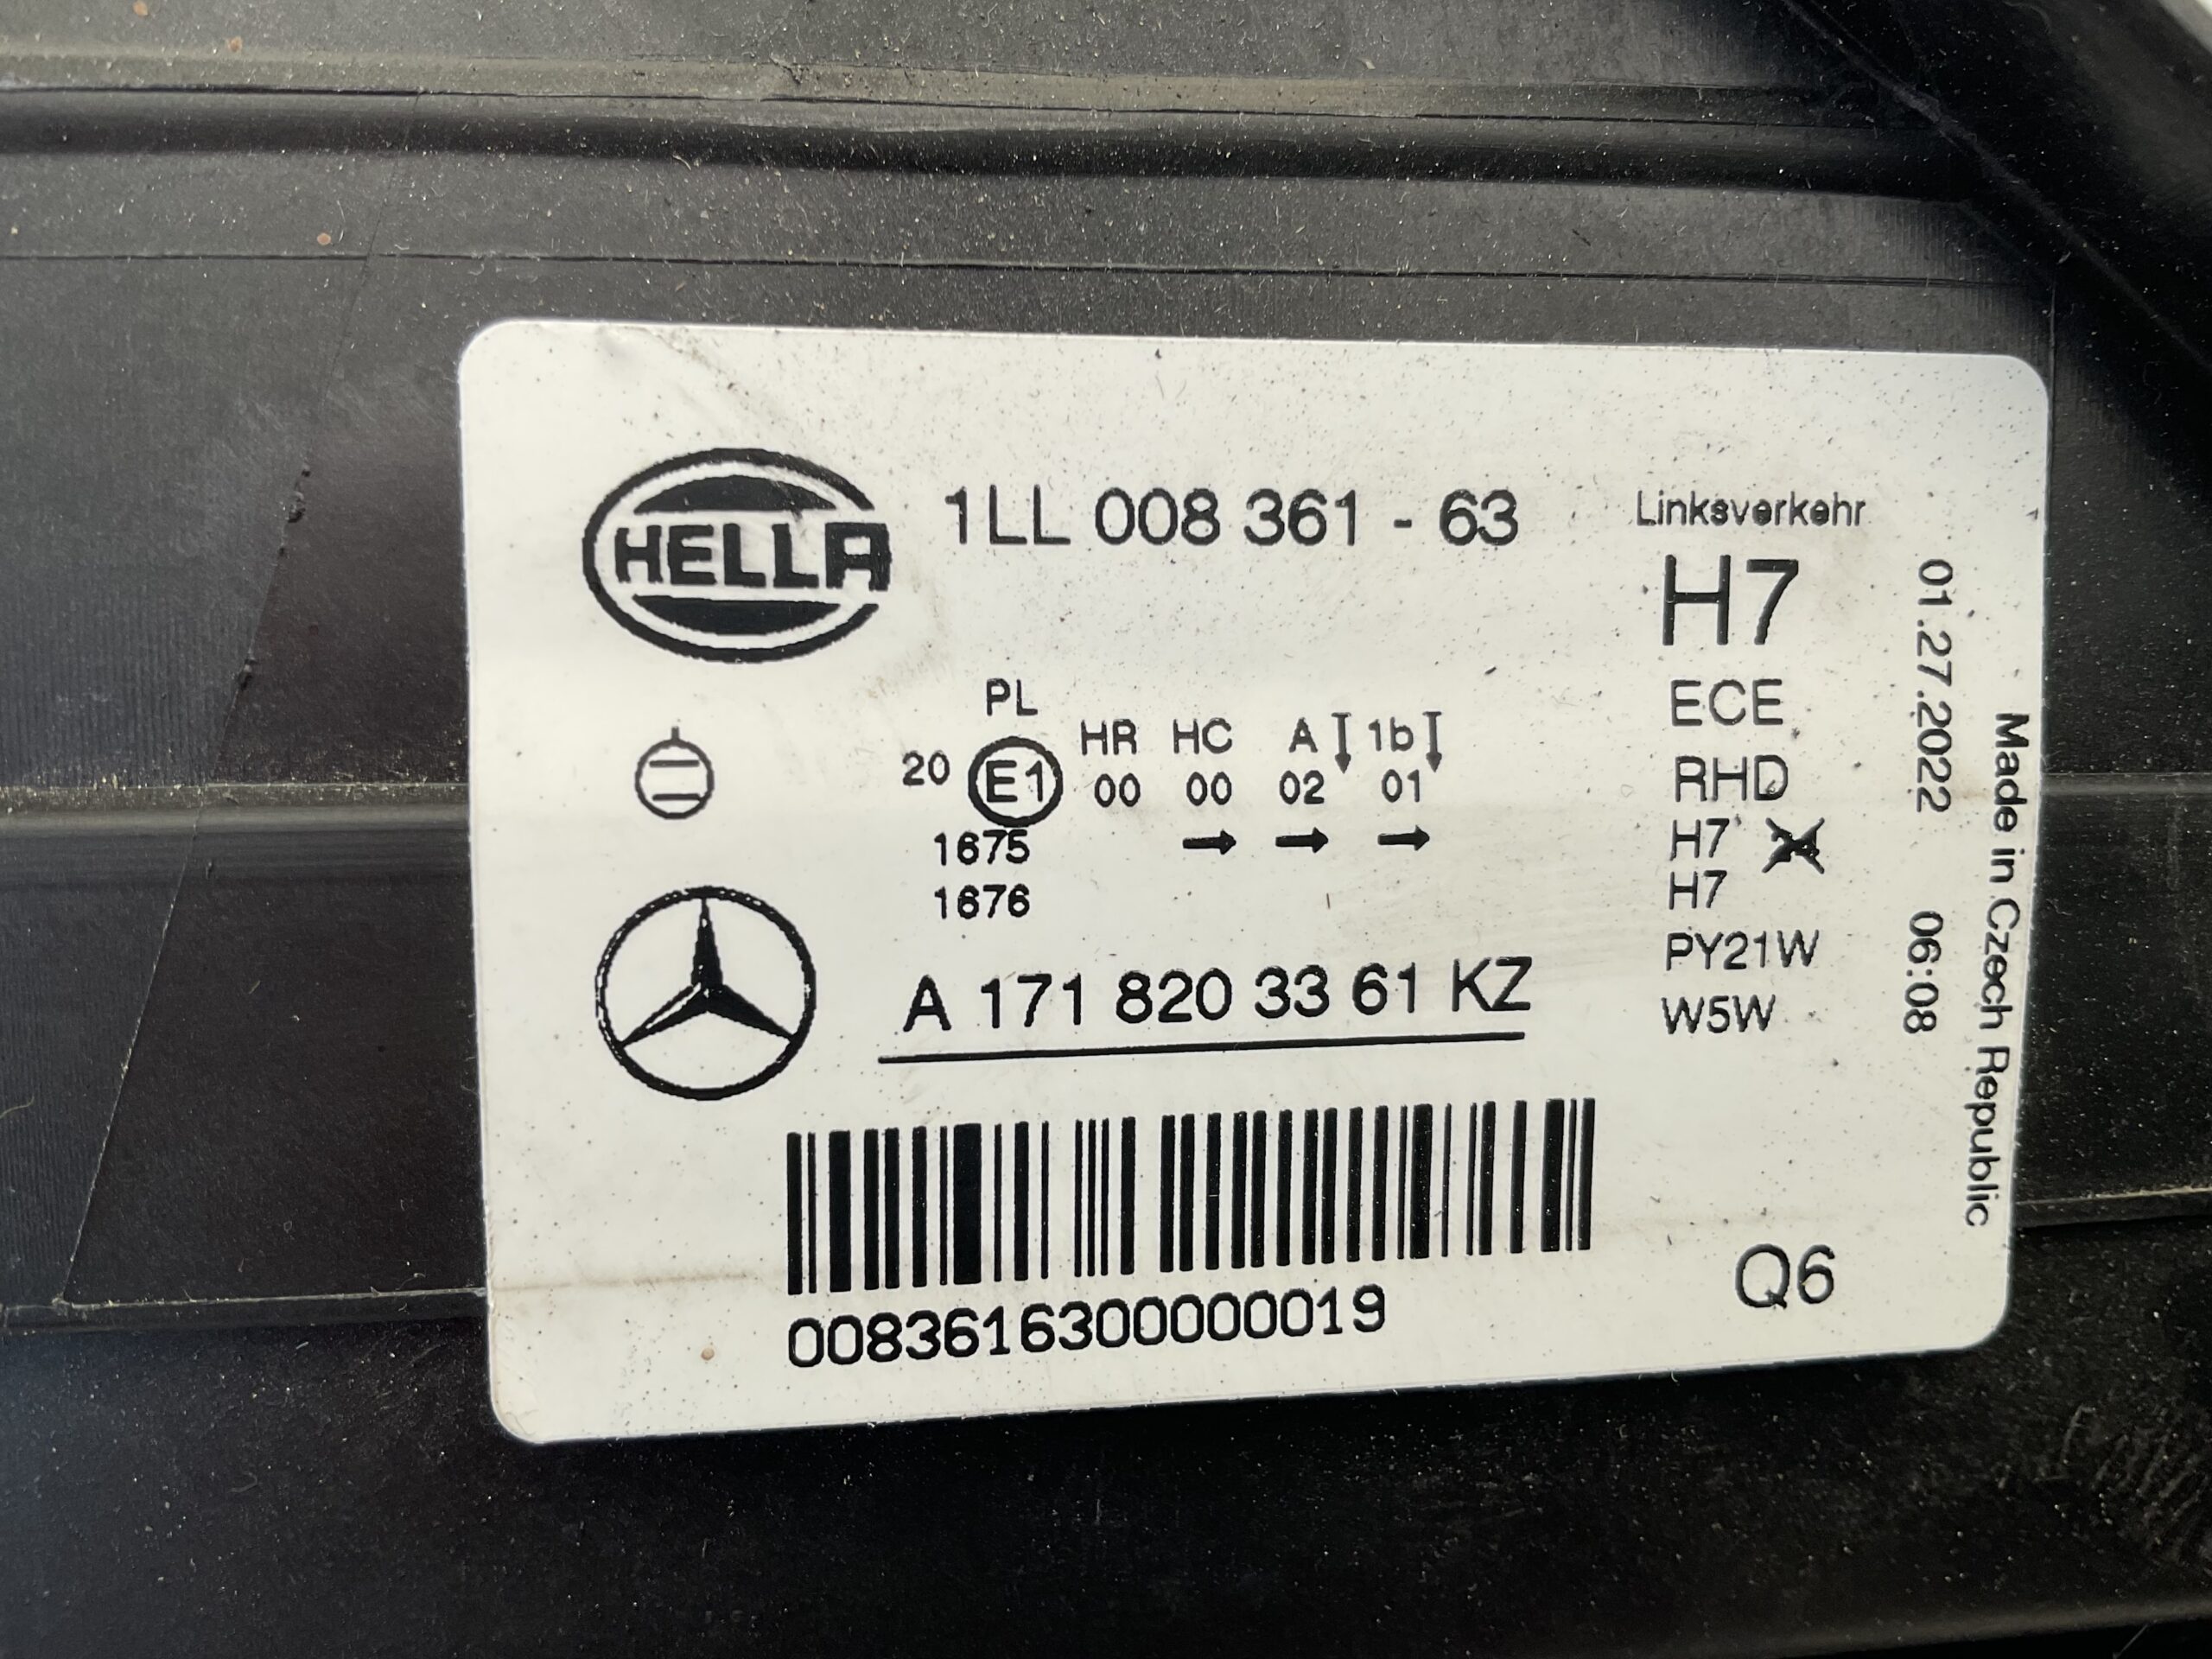 HELLA
1LL 008 361 - 63
Linksverkehr
H7
ECE
RHD
H7
H7
PY21W
W5W
PL
HR HC A 1b
20 E1 00 00 02 01
1675
1676
A 171 820 33 61 KZ
0083616300000019
Q6
01.27.2022 06:08
Made in Czech Republic